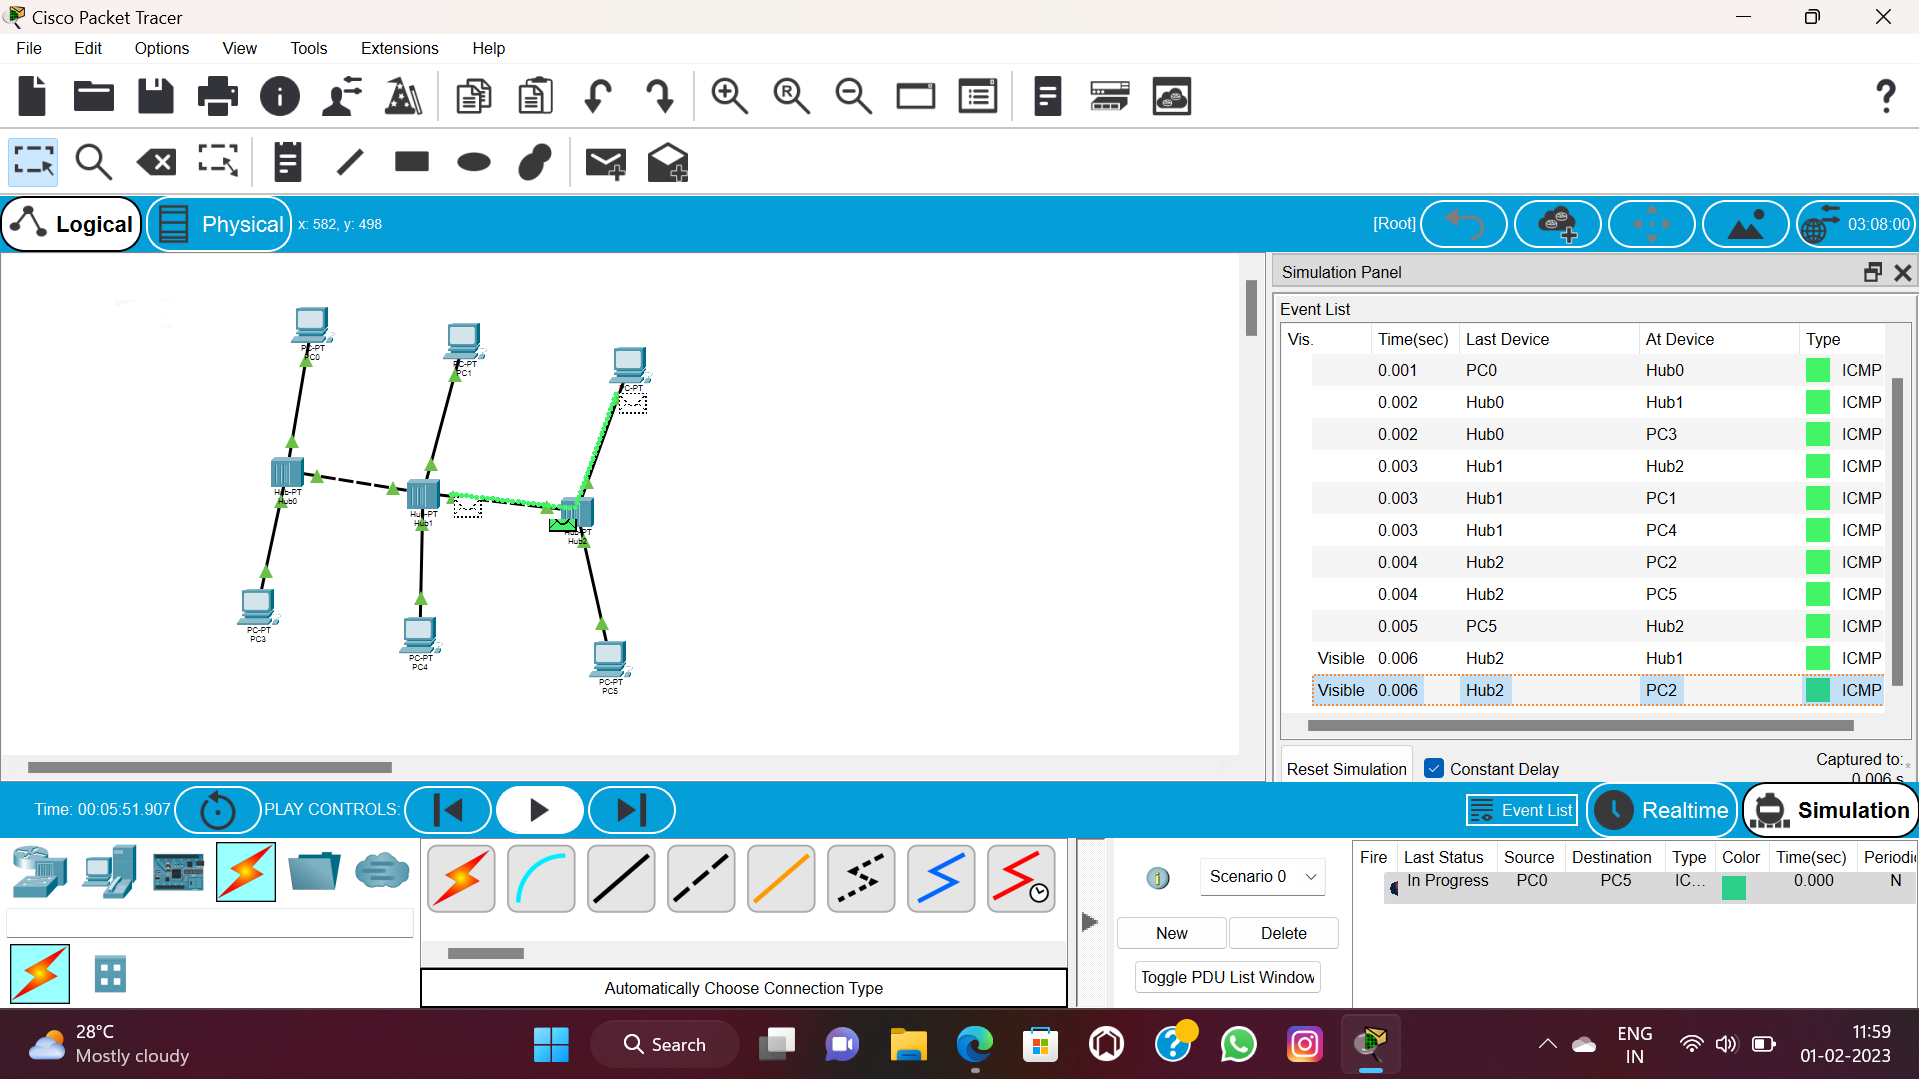 Cisco Packet Tracer
File Edit Options View Tools Extensions Help
Logical Physical x: 582, y: 498 [Root] 03:08:00
Simulation Panel
Event List
Vis. Time(sec) Last Device At Device Type
0.001 PC0 Hub0 ICMP
0.002 Hub0 Hub1 ICMP
0.002 Hub0 PC3 ICMP
0.003 Hub1 Hub2 ICMP
0.003 Hub1 PC1 ICMP
0.003 Hub1 PC4 ICMP
0.004 Hub2 PC2 ICMP
0.004 Hub2 PC5 ICMP
0.005 PC5 Hub2 ICMP
Visible 0.006 Hub2 Hub1 ICMP
Visible 0.006 Hub2 PC2 ICMP
PC-PT
PC0
PC-PT
PC1
C-PT
Hub-PT
Hub0
Hub-PT
Hub1
Hub-PT
Hub2
PC-PT
PC3
PC-PT
PC4
PC-PT
PC5
Reset Simulation Constant Delay Captured to:
0.006 s
Time: 00:05:51.907 PLAY CONTROLS: Event List Realtime Simulation
Scenario 0
New Delete
Toggle PDU List Window
Fire Last Status Source Destination Type Color Time(sec) Periodic
In Progress PC0 PC5 IC... 0.000 N
Automatically Choose Connection Type
28°C
Mostly cloudy
Search
ENG
IN
11:59
01-02-2023